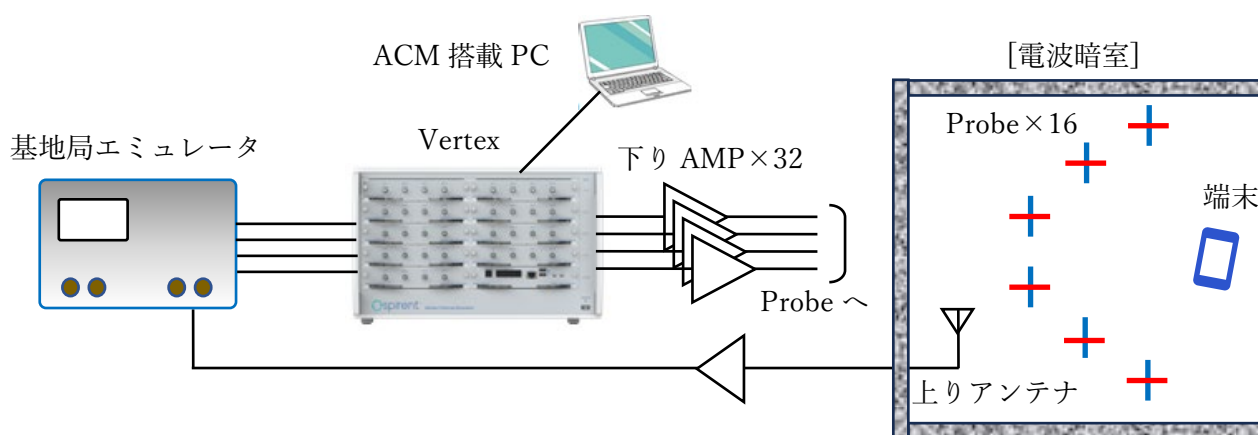 ACM 搭載 PC
[電波暗室]
Probe×16
基地局エミュレータ
Vertex
下り AMP×32
端末
spirent
Probe へ
上りアンテナ